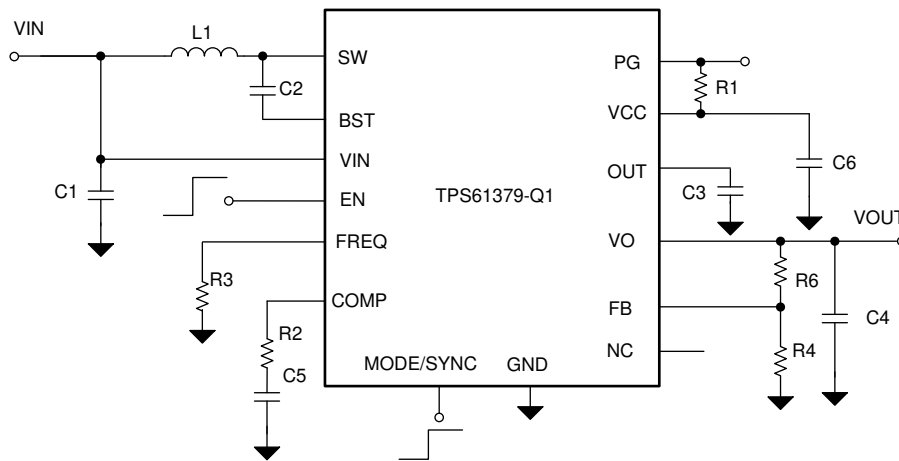 VIN
L1
SW
C2
BST
VIN
C1
EN
FREQ
R3
COMP
R2
C5
MODE/SYNC
GND
TPS61379-Q1
PG
R1
VCC
C6
OUT
C3
VOUT
VO
R6
FB
C4
R4
NC